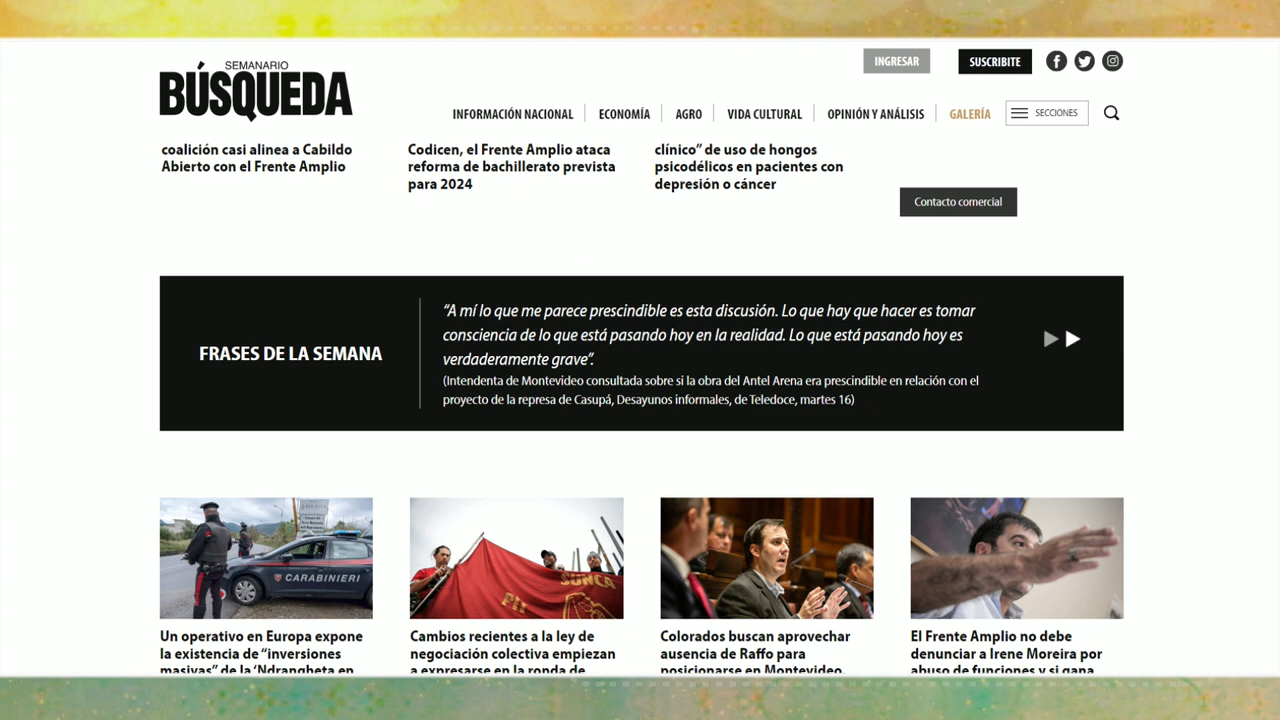 SEMANARIO
BÚSQUEDA
INGRESAR
SUSCRIBITE
INFORMACIÓN NACIONAL
ECONOMÍA
AGRO
VIDA CULTURAL
OPINIÓN Y ANÁLISIS
GALERÍA
SECCIONES
coalición casi alinea a Cabildo
Abierto con el Frente Amplio
Codicen, el Frente Amplio ataca
reforma de bachillerato prevista
para 2024
clínico” de uso de hongos
psicodélicos en pacientes con
depresión o cáncer
Contacto comercial
FRASES DE LA SEMANA
“A mí lo que me parece prescindible es esta discusión. Lo que hay que hacer es tomar
consciencia de lo que está pasando hoy en la realidad. Lo que está pasando hoy es
verdaderamente grave”.
(Intendenta de Montevideo consultada sobre si la obra del Antel Arena era prescindible en relación con el
proyecto de la represa de Casupá, Desayunos informales, de Teledoce, martes 16)
CARABINIERI
SUNCA
Un operativo en Europa expone
la existencia de “inversiones
masivas” de la ‘Ndrangheta en
Cambios recientes a la ley de
negociación colectiva empiezan
a expresarse en la ronda de
Colorados buscan aprovechar
ausencia de Raffo para
posicionarse en Montevideo,
El Frente Amplio no debe
denunciar a Irene Moreira por
abuso de funciones y si gana